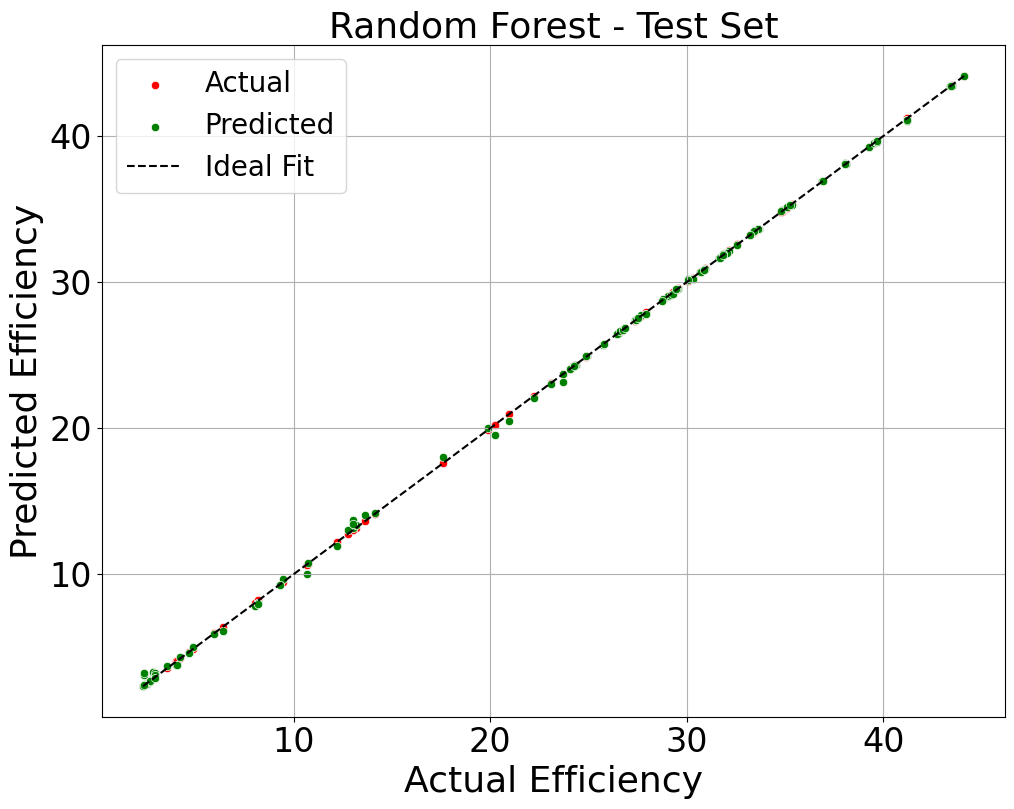 Random Forest - Test Set
Actual
Predicted
Ideal Fit
Predicted Efficiency
40
30
20
10
10 20 30 40
Actual Efficiency